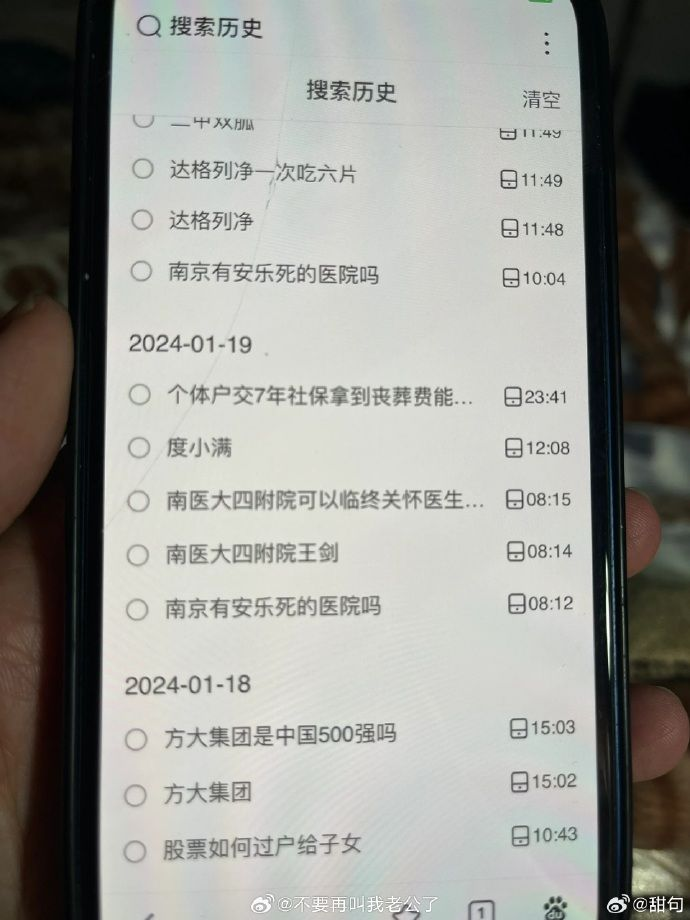 搜索历史
搜索历史
清空
二甲双胍
11:49
达格列净一次吃六片
11:49
达格列净
11:48
南京有安乐死的医院吗
10:04
2024-01-19
个体户交7年社保拿到丧葬费能...
23:41
度小满
12:08
南医大四附院可以临终关怀医生...
08:15
南医大四附院王剑
08:14
南京有安乐死的医院吗
08:12
2024-01-18
方大集团是中国500强吗
15:03
方大集团
15:02
股票如何过户给子女
10:43
1
du
@不要再叫我老公了
@甜句